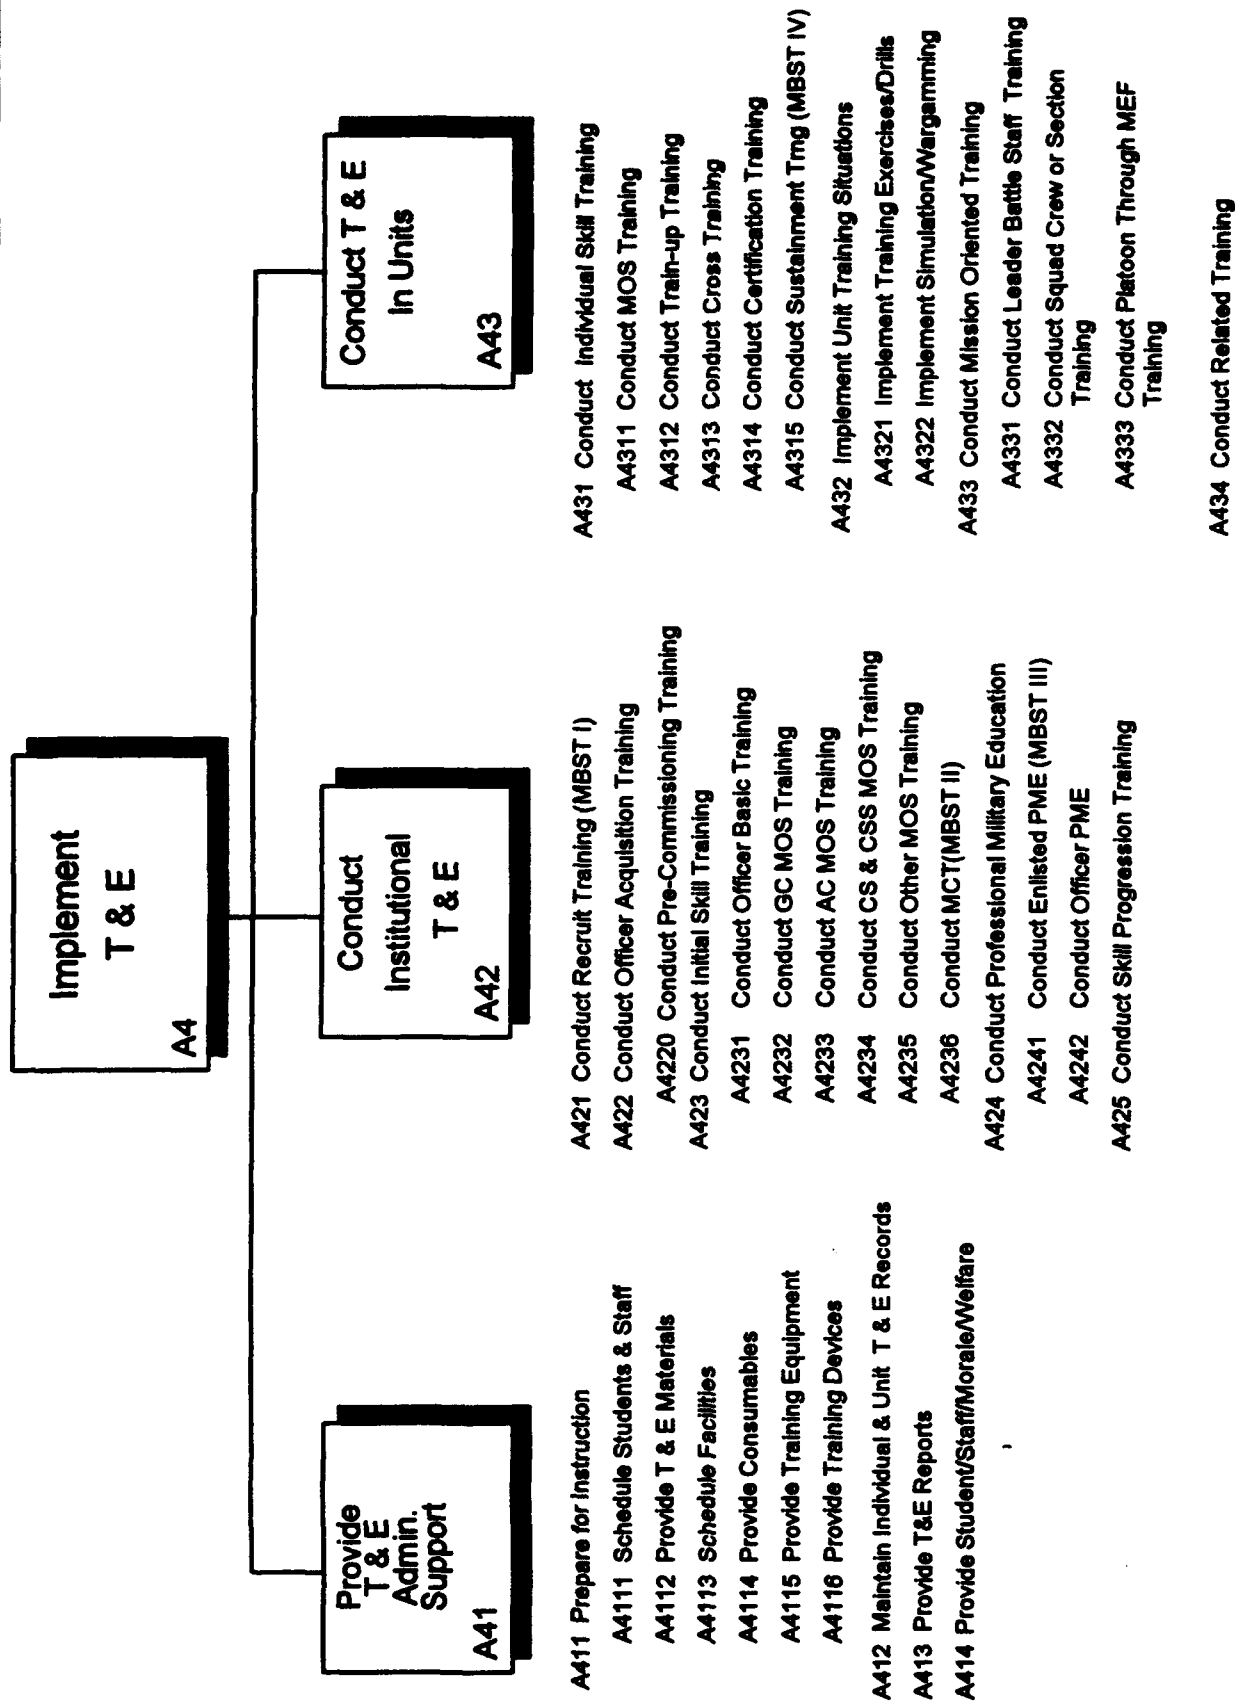 Implement
T & E
A4
Provide
T & E
Admin.
Support
A41
A411 Prepare for Instruction
A4111 Schedule Students & Staff
A4112 Provide T & E Materials
A4113 Schedule Facilities
A4114 Provide Consumables
A4115 Provide Training Equipment
A4116 Provide Training Devices
A412 Maintain Individual & Unit T & E Records
A413 Provide T&E Reports
A414 Provide Student/Staff/Morale/Welfare
Conduct
Institutional
T & E
A42
A421 Conduct Recruit Training (MBST I)
A422 Conduct Officer Acquisition Training
A4220 Conduct Pre-Commissioning Training
A423 Conduct Initial Skill Training
A4231 Conduct Officer Basic Training
A4232 Conduct GC MOS Training
A4233 Conduct AC MOS Training
A4234 Conduct CS & CSS MOS Training
A4235 Conduct Other MOS Training
A4236 Conduct MCT(MBST II)
A424 Conduct Professional Military Education
A4241 Conduct Enlisted PME (MBST III)
A4242 Conduct Officer PME
A425 Conduct Skill Progression Training
Conduct T & E
In Units
A43
A431 Conduct Individual Skill Training
A4311 Conduct MOS Training
A4312 Conduct Train-up Training
A4313 Conduct Cross Training
A4314 Conduct Certification Training
A4315 Conduct Sustainment Trng (MBST IV)
A432 Implement Unit Training Situations
A4321 Implement Training Exercises/Drills
A4322 Implement Simulation/Wargamming
A433 Conduct Mission Oriented Training
A4331 Conduct Leader Battle Staff Training
A4332 Conduct Squad Crew or Section
Training
A4333 Conduct Platoon Through MEF
Training
A434 Conduct Related Training